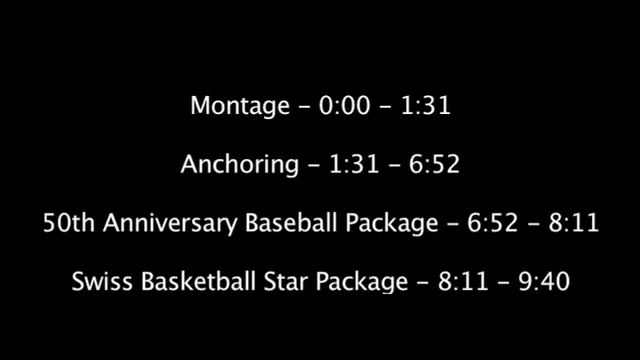 Montage – 0:00 – 1:31
Anchoring – 1:31 – 6:52
50th Anniversary Baseball Package – 6:52 – 8:11
Swiss Basketball Star Package – 8:11 – 9:40